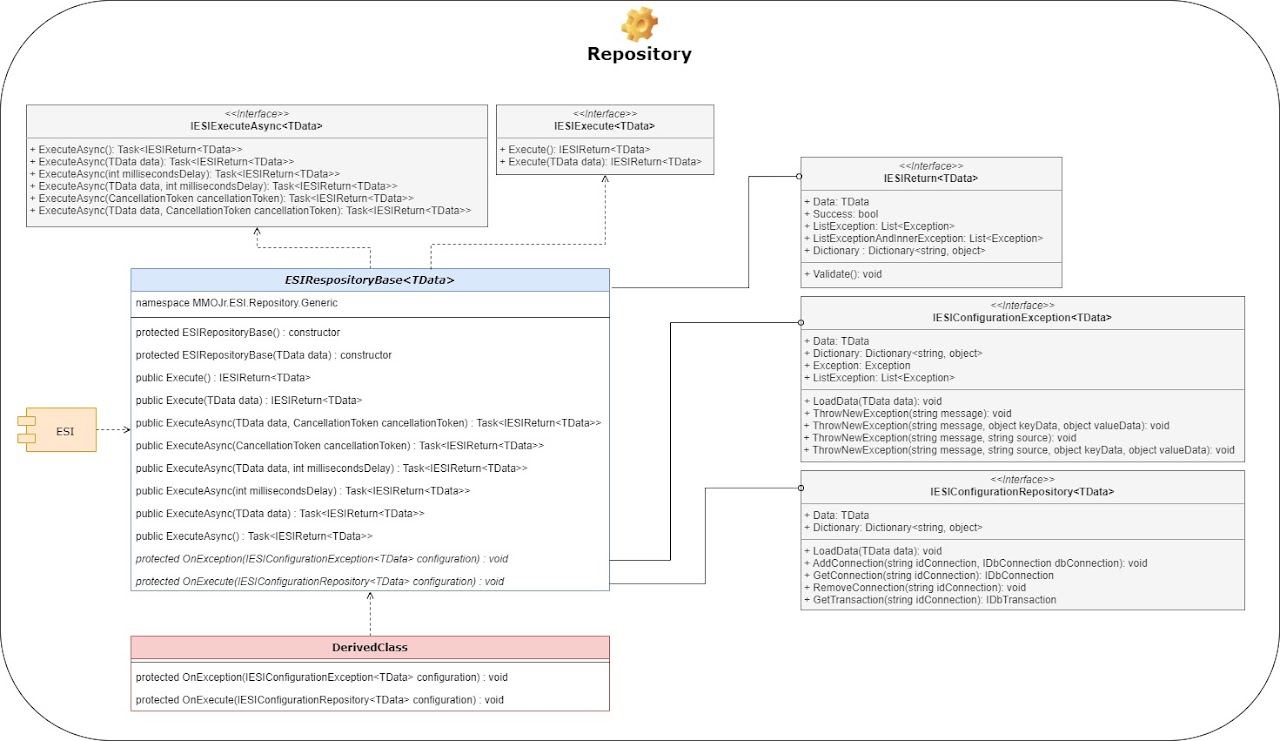 Repository
<<Interface>>
IESIExecuteAsync<TData>
+ ExecuteAsync(): Task<IESIReturn<TData>>
+ ExecuteAsync(TData data): Task<IESIReturn<TData>>
+ ExecuteAsync(int millisecondsDelay): Task<IESIReturn<TData>>
+ ExecuteAsync(TData data, int millisecondsDelay): Task<IESIReturn<TData>>
+ ExecuteAsync(CancellationToken cancellationToken): Task<IESIReturn<TData>>
+ ExecuteAsync(TData data, CancellationToken cancellationToken): Task<IESIReturn<TData>>
<<Interface>>
IESIExecute<TData>
+ Execute(): IESIReturn<TData>
+ Execute(TData data): IESIReturn<TData>
<<Interface>>
IESIReturn<TData>
+ Data: TData
+ Success: bool
+ ListException: List<Exception>
+ ListExceptionAndInnerException: List<Exception>
+ Dictionary : Dictionary<string, object>
+ Validate(): void
ESIRespositoryBase<TData>
namespace MMOJr.ESI.Repository.Generic
protected ESIRepositoryBase() : constructor
protected ESIRepositoryBase(TData data) : constructor
public Execute() : IESIReturn<TData>
public Execute(TData data) : IESIReturn<TData>
public ExecuteAsync(TData data, CancellationToken cancellationToken) : Task<IESIReturn<TData>>
public ExecuteAsync(CancellationToken cancellationToken) : Task<IESIReturn<TData>>
public ExecuteAsync(TData data, int millisecondsDelay) : Task<IESIReturn<TData>>
public ExecuteAsync(int millisecondsDelay) : Task<IESIReturn<TData>>
public ExecuteAsync(TData data) : Task<IESIReturn<TData>>
public ExecuteAsync() : Task<IESIReturn<TData>>
protected OnException(IESIConfigurationException<TData> configuration) : void
protected OnExecute(IESIConfigurationRepository<TData> configuration) : void
ESI
<<Interface>>
IESIConfigurationException<TData>
+ Data: TData
+ Dictionary: Dictionary<string, object>
+ Exception: Exception
+ ListException: List<Exception>
+ LoadData(TData data): void
+ ThrowNewException(string message): void
+ ThrowNewException(string message, object keyData, object valueData): void
+ ThrowNewException(string message, string source): void
+ ThrowNewException(string message, string source, object keyData, object valueData): void
<<Interface>>
IESIConfigurationRepository<TData>
+ Data: TData
+ Dictionary: Dictionary<string, object>
+ LoadData(TData data): void
+ AddConnection(string idConnection, IDbConnection dbConnection): void
+ GetConnection(string idConnection): IDbConnection
+ RemoveConnection(string idConnection): void
+ GetTransaction(string idConnection): IDbTransaction
DerivedClass
protected OnException(IESIConfigurationException<TData> configuration) : void
protected OnExecute(IESIConfigurationRepository<TData> configuration) : void